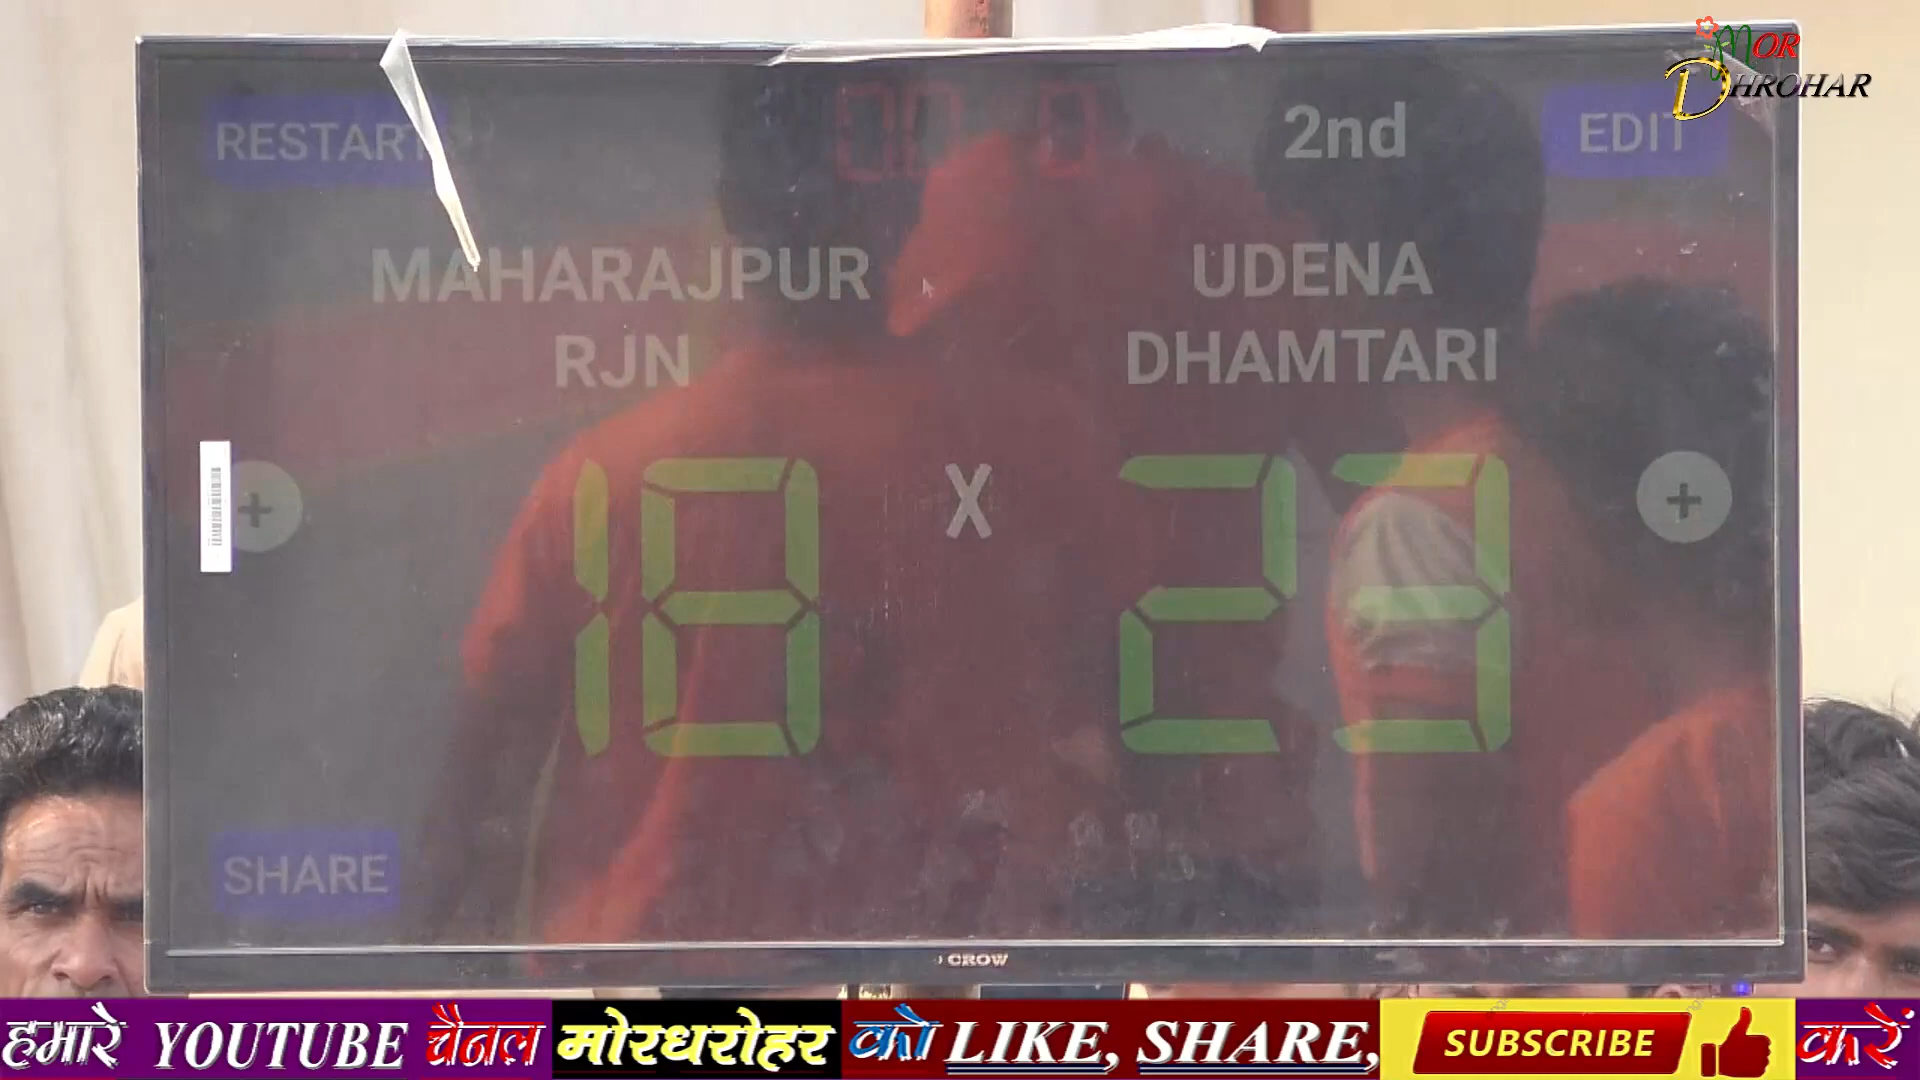 MOR
DHROHAR
RESTART
2nd
EDIT
MAHARAJPUR
RJN
UDENA
DHAMTARI
+ 18 X 23 +
SHARE
CROW
हमारे YOUTUBE चैनल मोरधरोहर को LIKE, SHARE, SUBSCRIBE करें